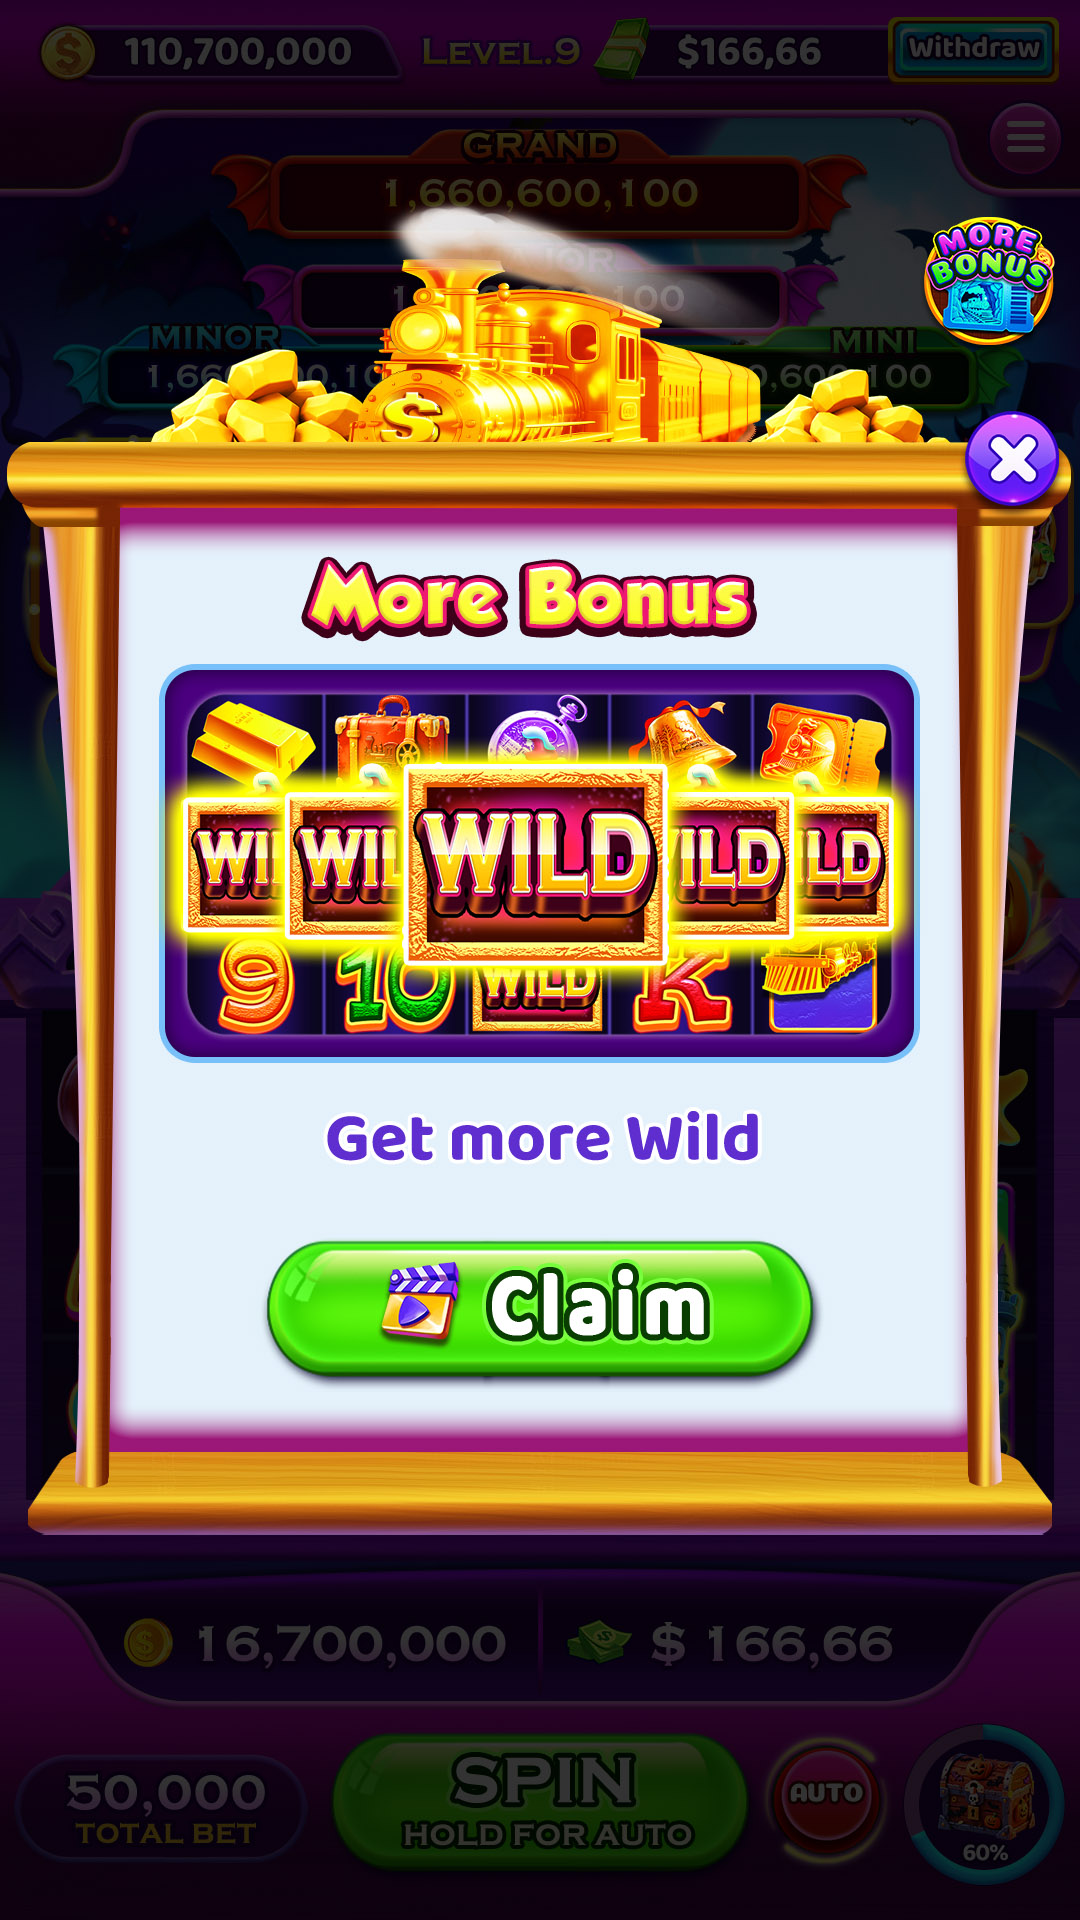 110,700,000
LEVEL.9
$166,66
Withdraw
GRAND
1,660,600,100
MORE
BONUS
MINOR
MINI
More Bonus
WILD
9
10
WILD
K
Get more Wild
Claim
16,700,000
$ 166,66
50,000
TOTAL BET
SPIN
HOLD FOR AUTO
AUTO
60%